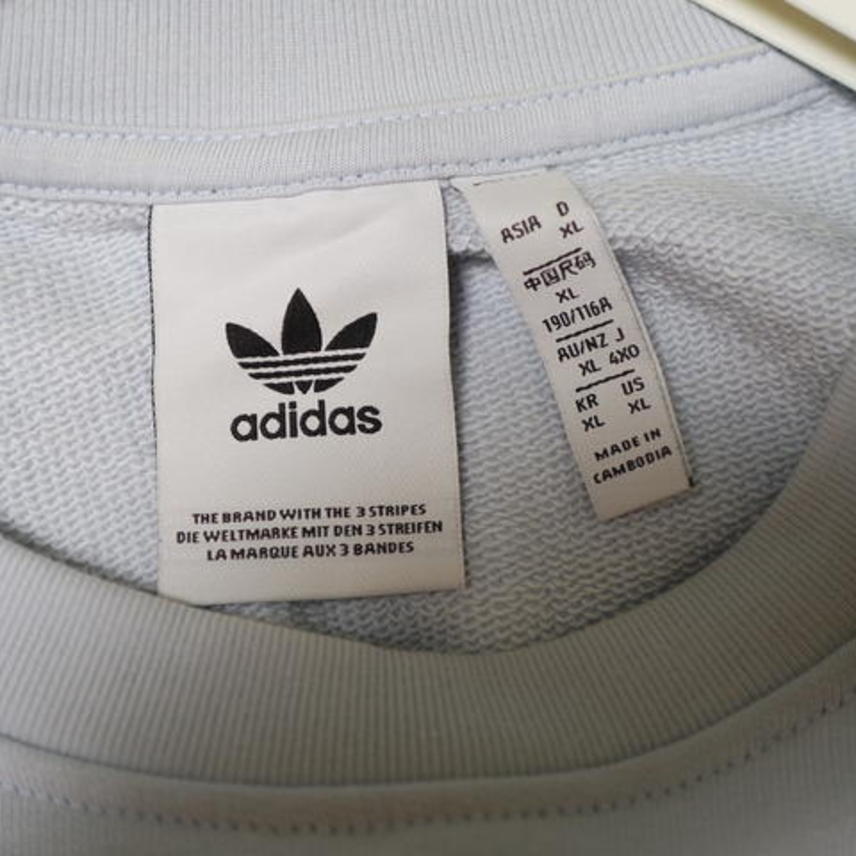 adidas
THE BRAND WITH THE 3 STRIPES
DIE WELTMARKE MIT DEN 3 STREIFEN
LA MARQUE AUX 3 BANDES
ASIA D
XL
中国尺码
XL
190/116A
AU/NZ J
XL 4XO
KR US
XL XL
MADE IN
CAMBODIA